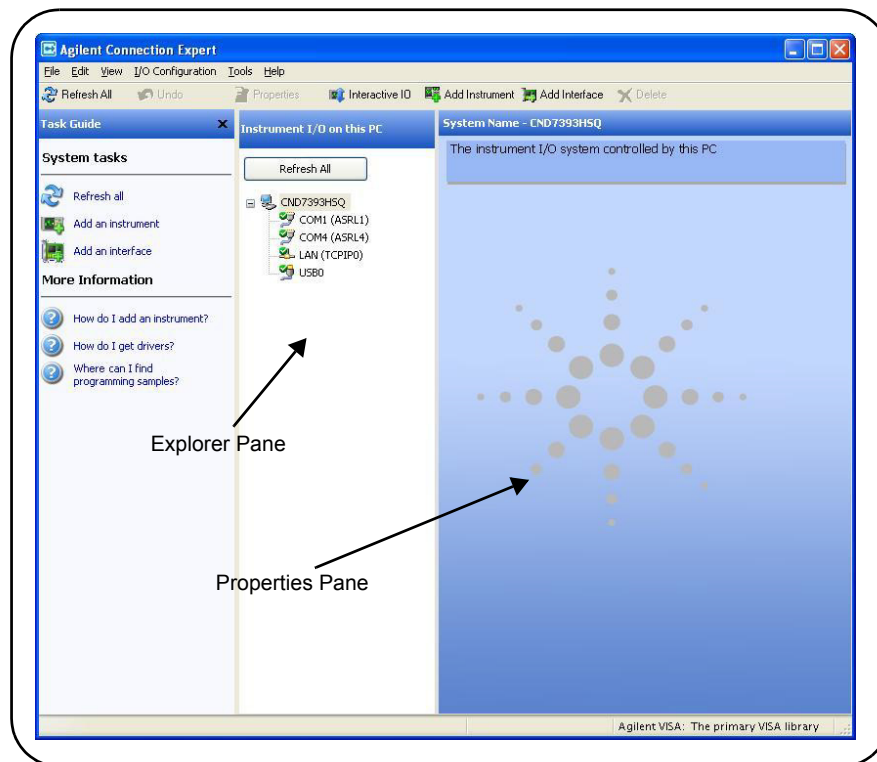 Agilent Connection Expert
File Edit View I/O Configuration Tools Help
Refresh All Undo Properties Interactive IO Add Instrument Add Interface Delete
Task Guide x
System tasks
Refresh all
Add an instrument
Add an interface
More Information
How do I add an instrument?
How do I get drivers?
Where can I find
programming samples?
Instrument I/O on this PC
Refresh All
CND7393HSQ
COM1 (ASRL1)
COM4 (ASRL4)
LAN (TCPIP0)
USB0
Explorer Pane
System Name - CND7393HSQ
The instrument I/O system controlled by this PC
Properties Pane
Agilent VISA: The primary VISA library